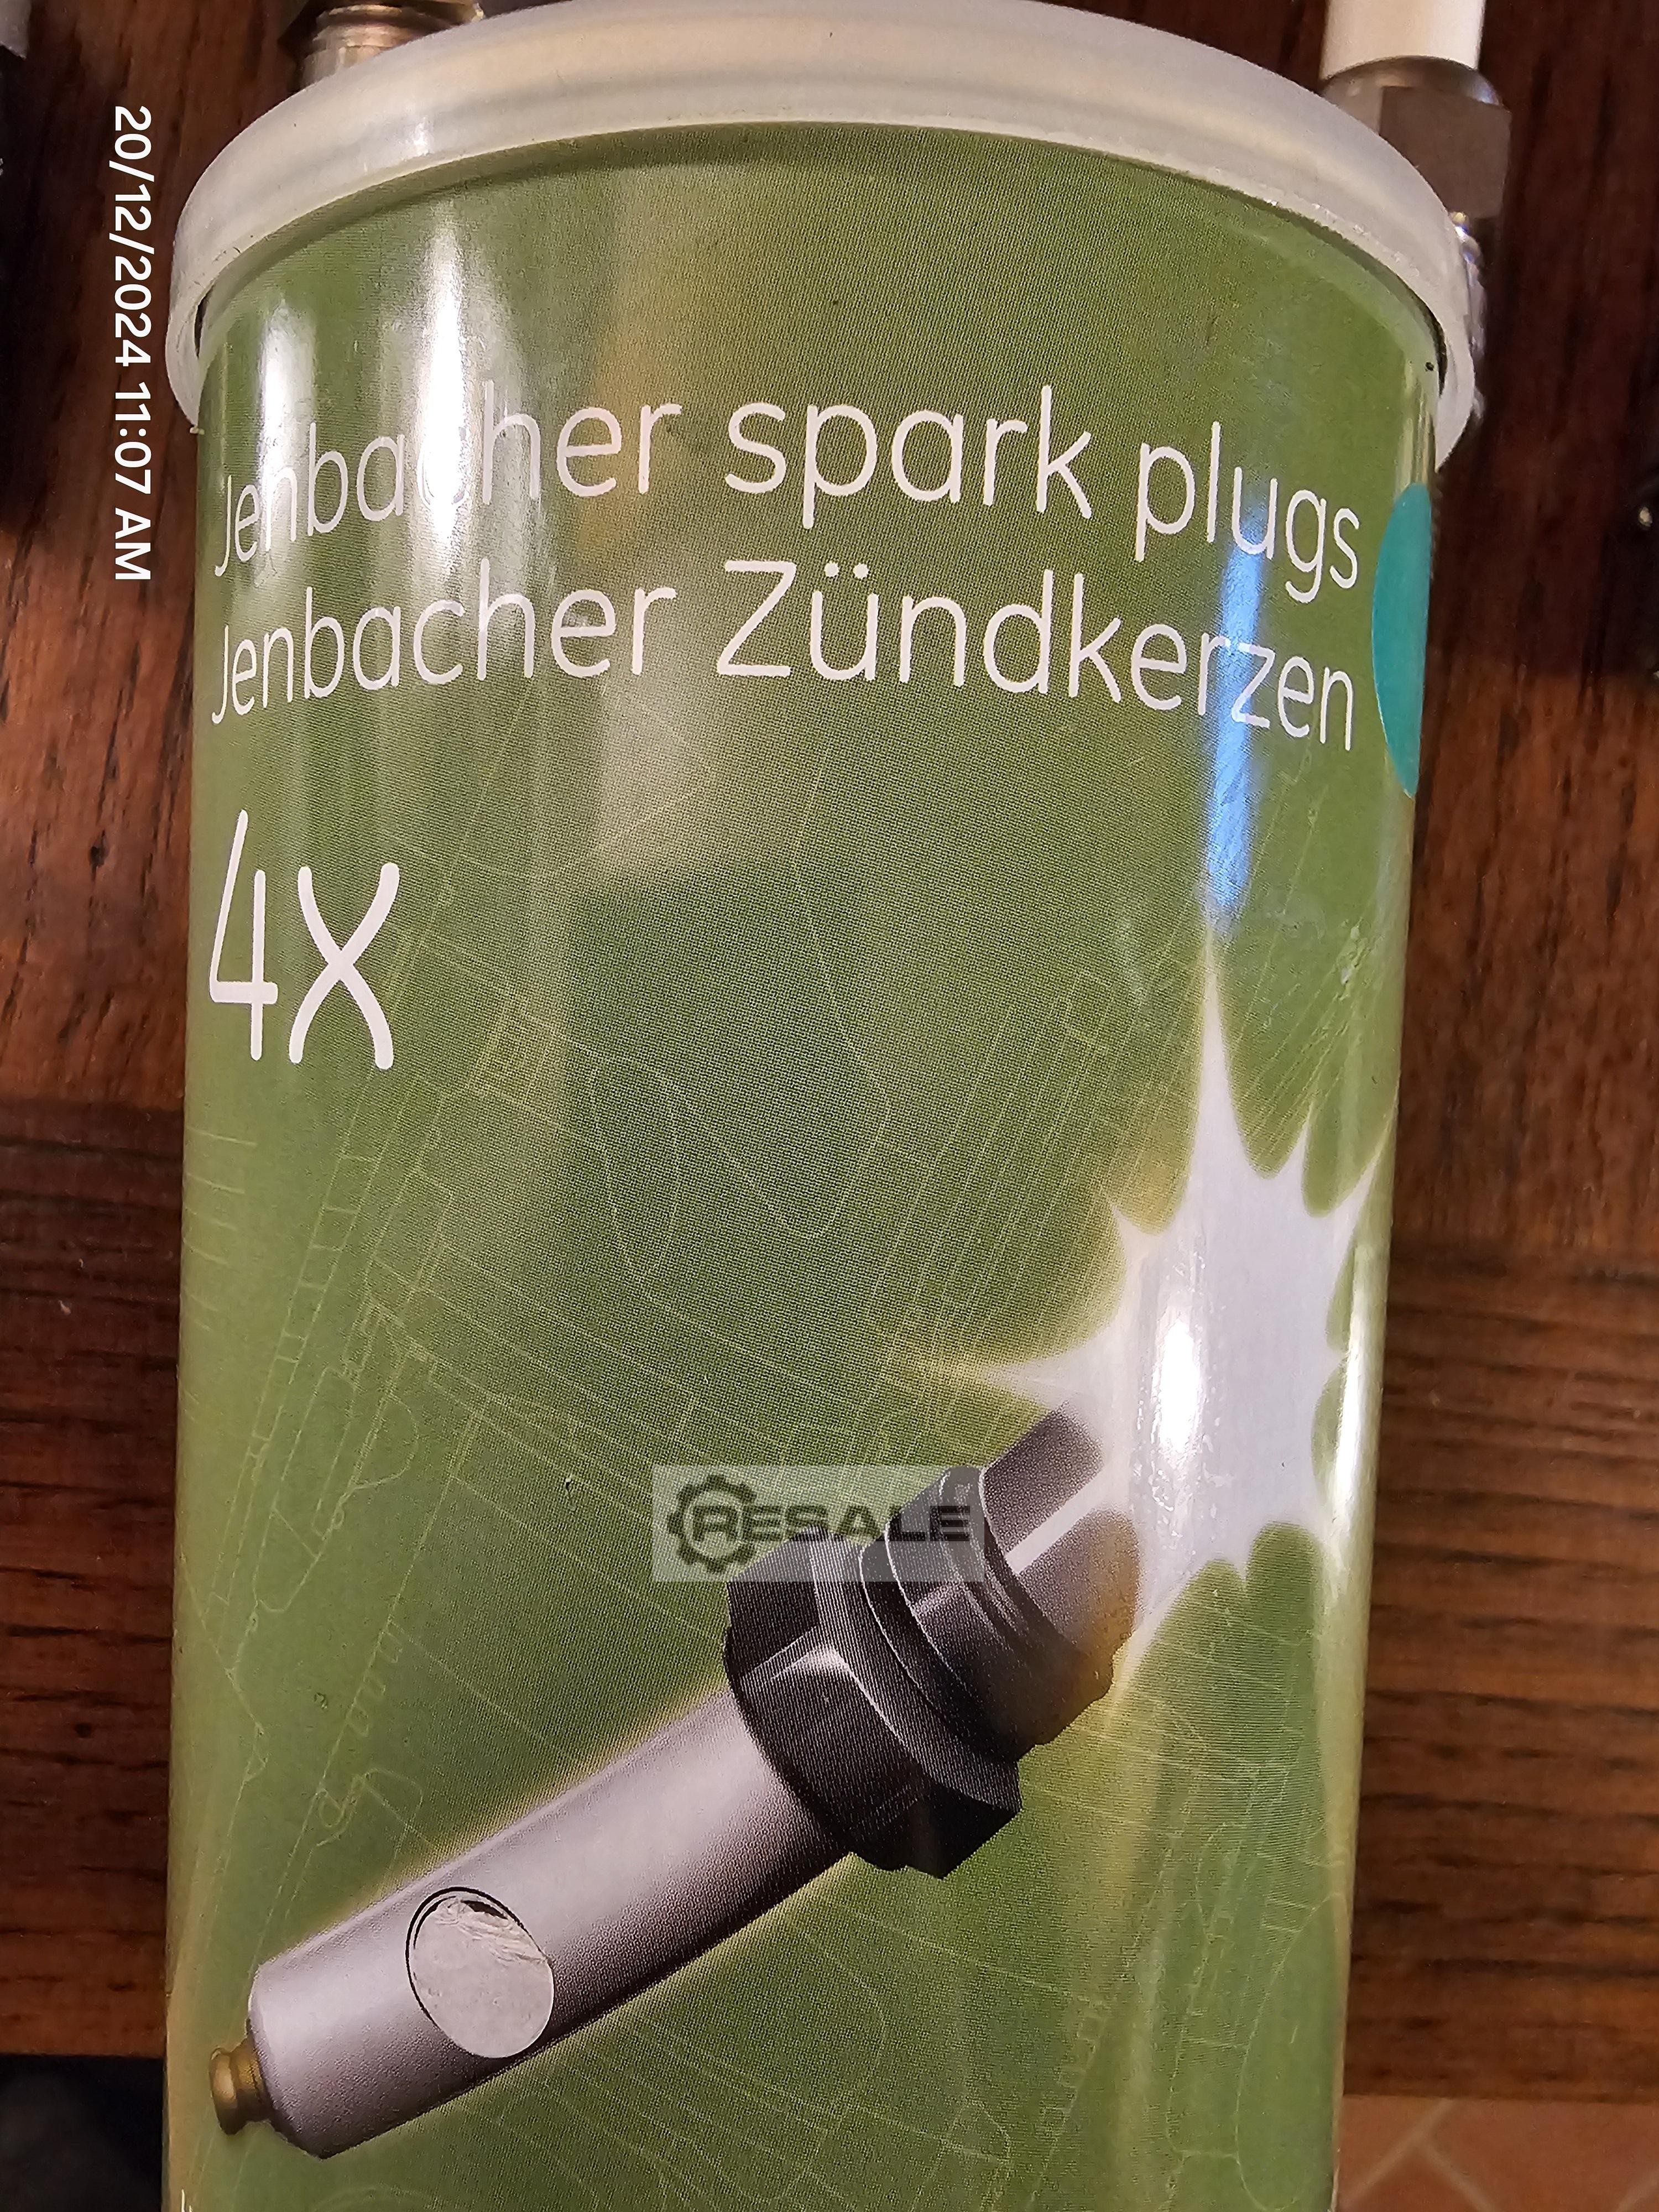 20/12/2024 11:07 AM
Jenbacher spark plugs
Jenbacher Zündkerzen
4x
RESALE